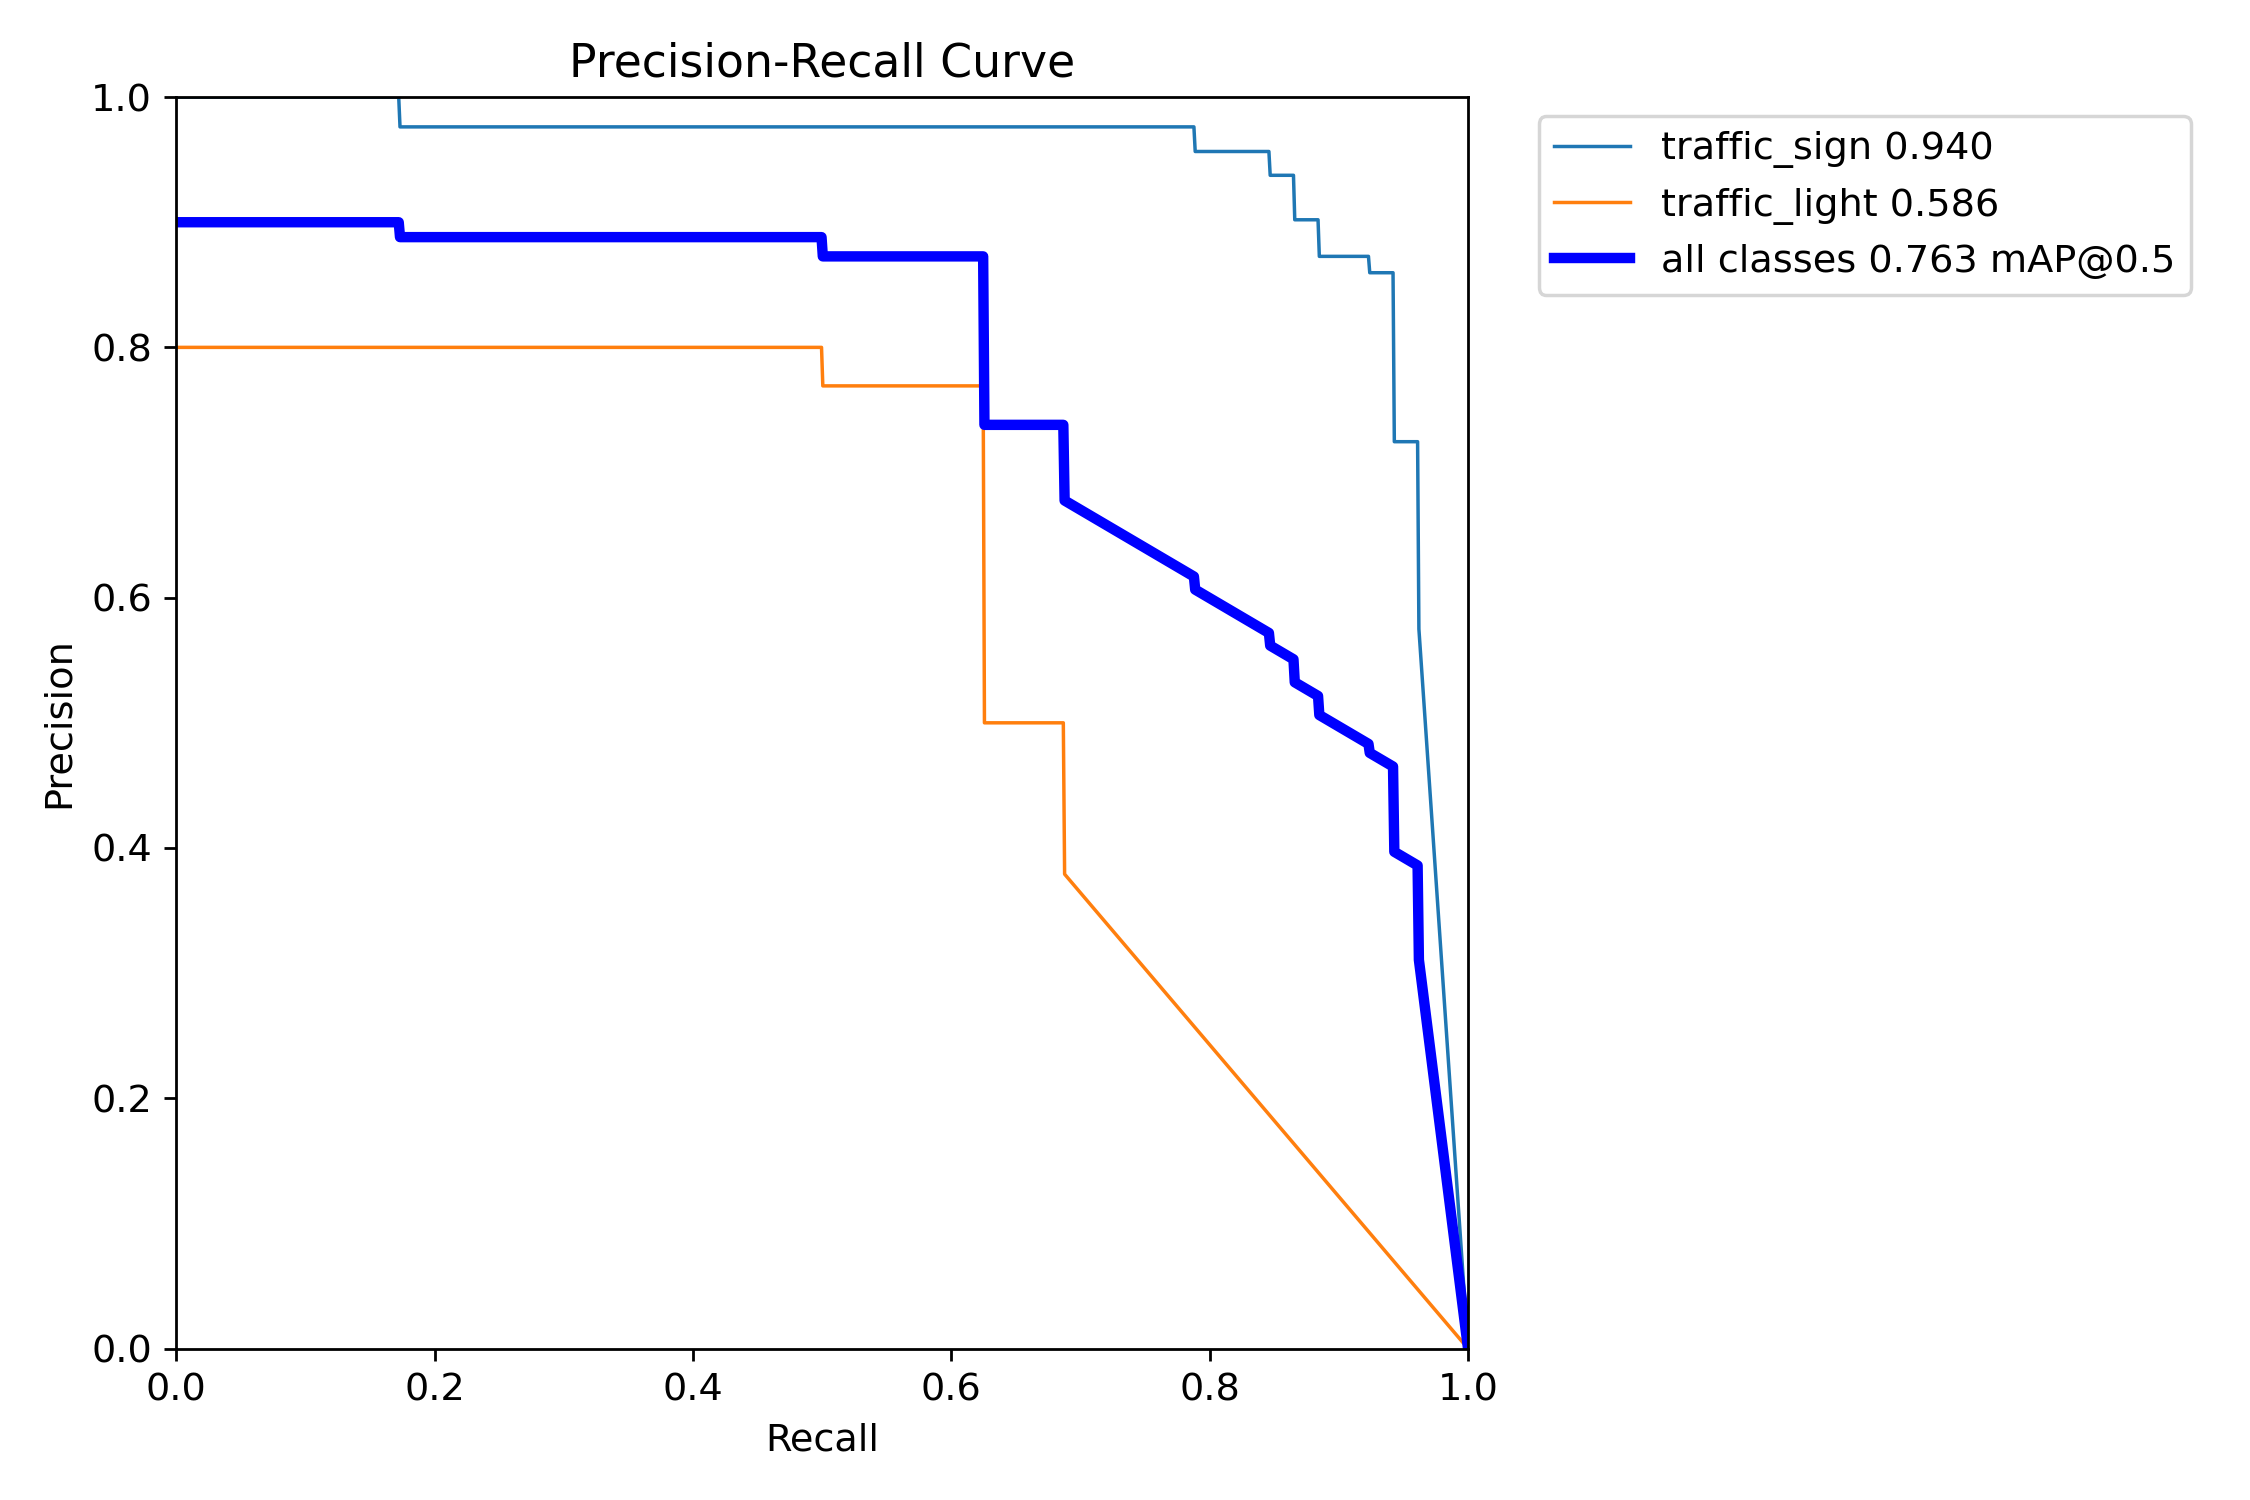 Precision-Recall Curve
1.0
0.8
0.6
0.4
0.2
0.0
Precision
0.0 0.2 0.4 0.6 0.8 1.0
Recall
traffic_sign 0.940
traffic_light 0.586
all classes 0.763 mAP@0.5